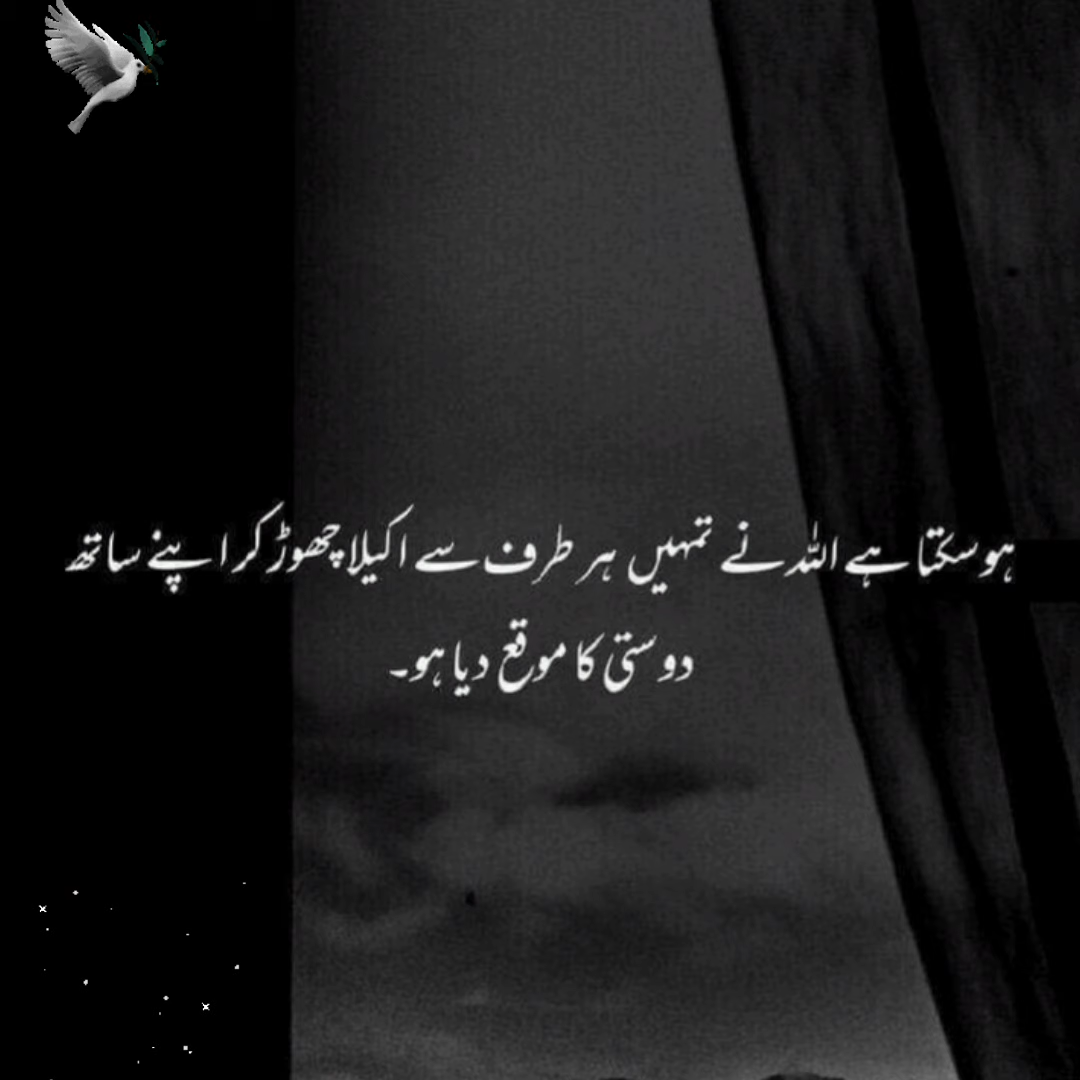 ہو سکتا ہے اللہ نے تمہیں ہر طرف سے اکیلا چھوڑ کر اپنے ساتھ
دوستی کا موقع دیا ہو۔